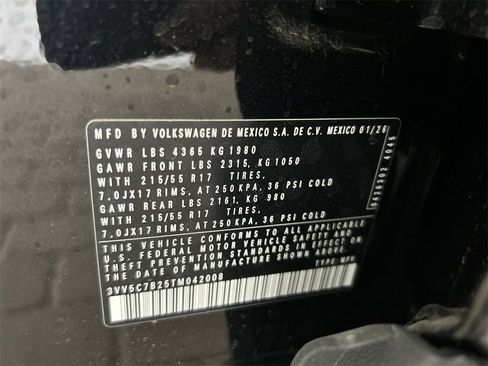 MFD BY VOLKSWAGEN DE MEXICO S.A. DE C.V. MEXICO 01/26
GVWR LBS 4365 KG 1980
GAWR FRONT LBS 2315, KG 1050
WITH 215/55 R17 TIRES,
7,0JX17 RIMS, AT 250 KPA, 36 PSI COLD
GAWR REAR LBS 2161, KG 980
WITH 215/55 R17 TIRES,
7,0JX17 RIMS, AT 250 KPA, 36 PSI COLD
THIS VEHICLE CONFORMS TO ALL APPLICABLE
U.S. FEDERAL MOTOR VEHICLE SAFETY AND
THEFT PREVENTION STANDARDS IN EFFECT ON
THE DATE OF MANUFACTURE SHOWN ABOVE
3VV5C7B25TM042008 TYPE: MPV